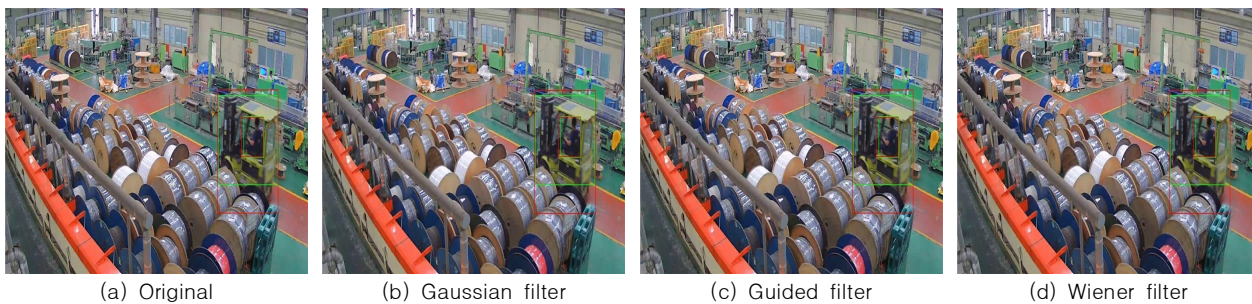 (a) Original
(b) Gaussian filter
(c) Guided filter
(d) Wiener filter